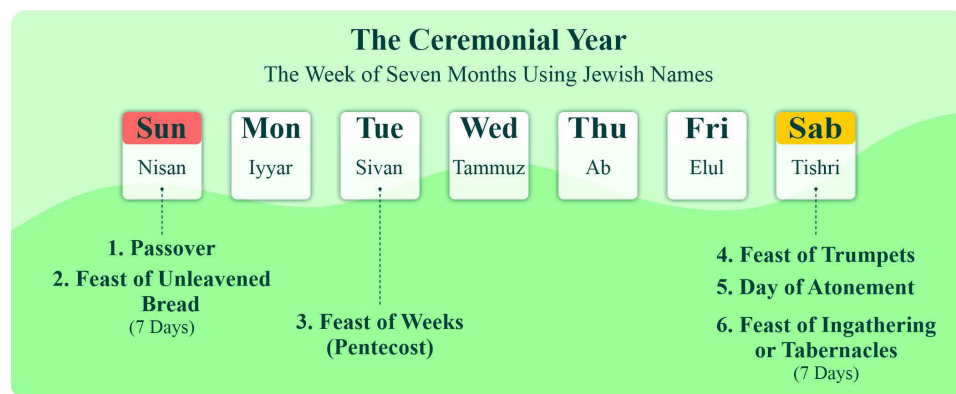 The Ceremonial Year
The Week of Seven Months Using Jewish Names
Sun Mon Tue Wed Thu Fri Sab
Nisan Iyyar Sivan Tammuz Ab Elul Tishri
1. Passover
2. Feast of Unleavened
Bread
(7 Days)
3. Feast of Weeks
(Pentecost)
4. Feast of Trumpets
5. Day of Atonement
6. Feast of Ingathering
or Tabernacles
(7 Days)